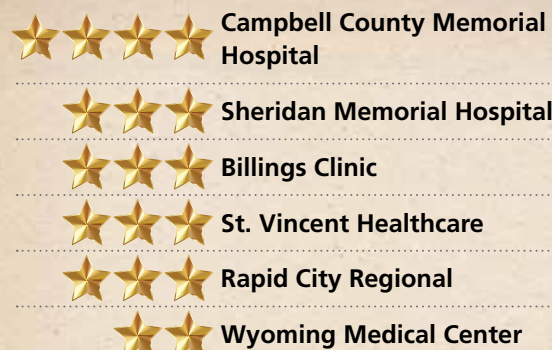 Campbell County Memorial
Hospital
Sheridan Memorial Hospital
Billings Clinic
St. Vincent Healthcare
Rapid City Regional
Wyoming Medical Center